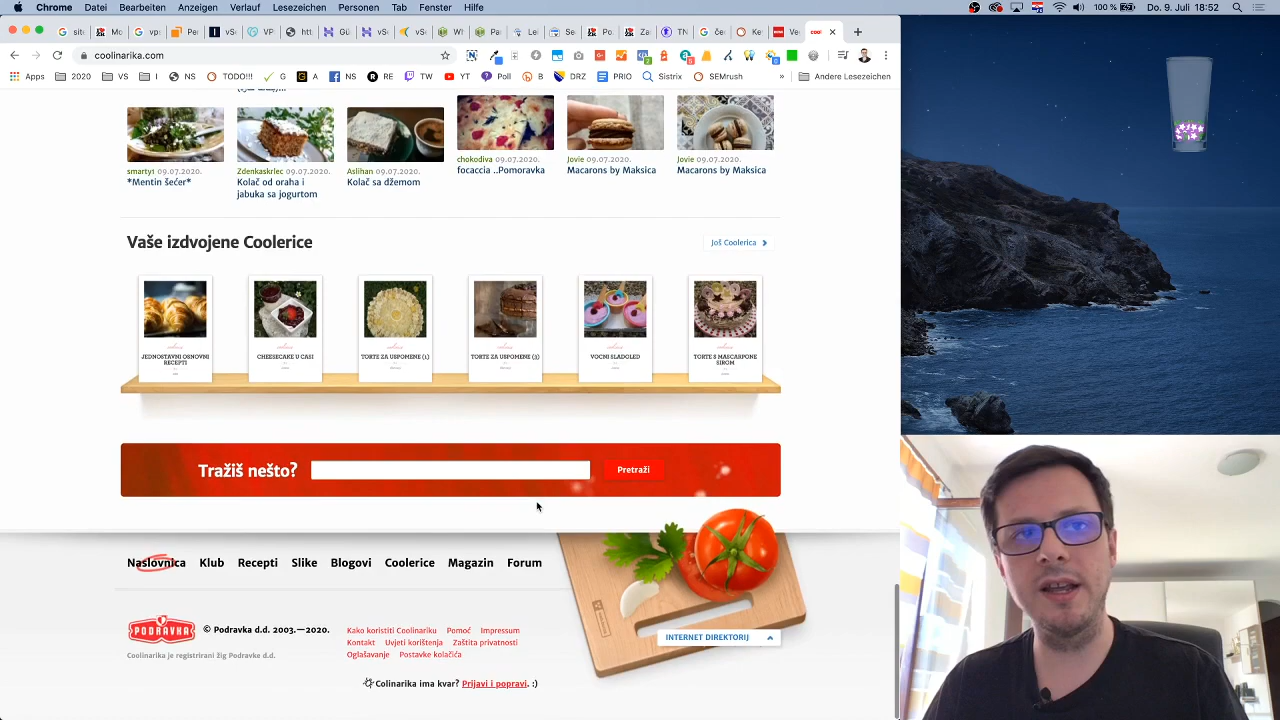 Chrome Datei Bearbeiten Anzeigen Verlauf Lesezeichen Personen Tab Fenster Hilfe
100 % Do. 9. Juli 18:52
coolinarika.com
Apps 2020 VS I NS TODO!!! G A NS RE TW YT Poll B DRZ PRIO Sistrix SEMrush » Andere Lesezeichen
smarty1 09.07.2020.
*Mentin šećer*
Zdenkaskrlec 09.07.2020.
Kolač od oraha i
jabuka sa jogurtom
Aslihan 09.07.2020.
Kolač sa džemom
chokodiva 09.07.2020.
focaccia ..Pomoravka
Jovie 09.07.2020.
Macarons by Maksica
Jovie 09.07.2020.
Macarons by Maksica
Vaše izdvojene Coolerice
Još Coolerica
JEDNOSTAVNI OSNOVNI
RECEPTI
CHEESECAKE U CASI
TORTE ZA USPOMENE (1)
TORTE ZA USPOMENE (3)
VOCNI SLADOLED
TORTE S MASCARPONE
SIROM
Tražiš nešto?
Pretraži
Naslovnica Klub Recepti Slike Blogovi Coolerice Magazin Forum
PODRAVKA
© Podravka d.d. 2003.—2020.
Coolinarika je registrirani žig Podravke d.d.
Kako koristiti Coolinariku Pomoć Impressum
Kontakt Uvjeti korištenja Zaštita privatnosti
Oglašavanje Postavke kolačića
INTERNET DIREKTORIJ
Colinarika ima kvar? Prijavi i popravi. :)